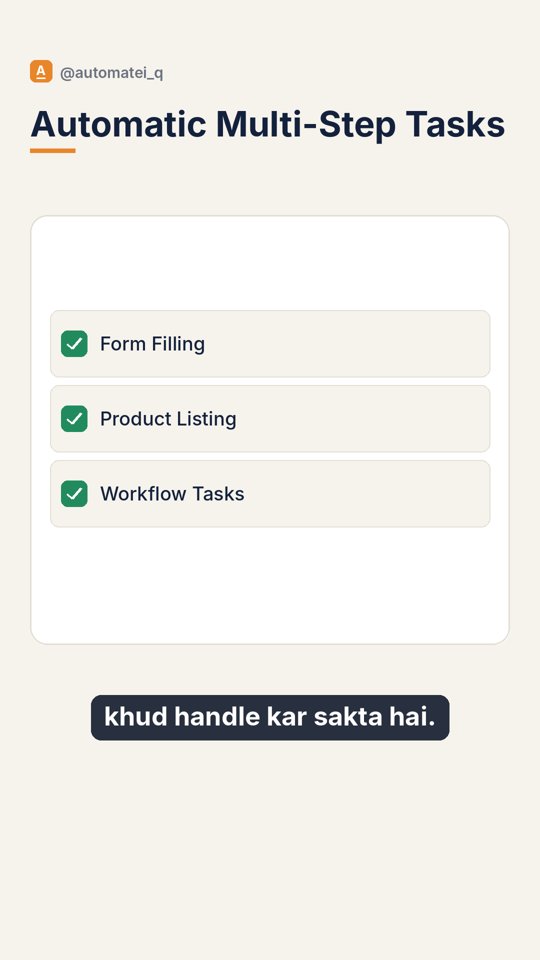 A
@automatei_q
Automatic Multi-Step Tasks
Form Filling
Product Listing
Workflow Tasks
khud handle kar sakta hai.